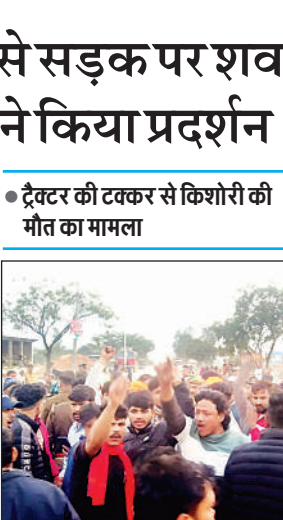 से सड़क पर शव
ने किया प्रदर्शन
● ट्रैक्टर की टक्कर से किशोरी की
मौत का मामला